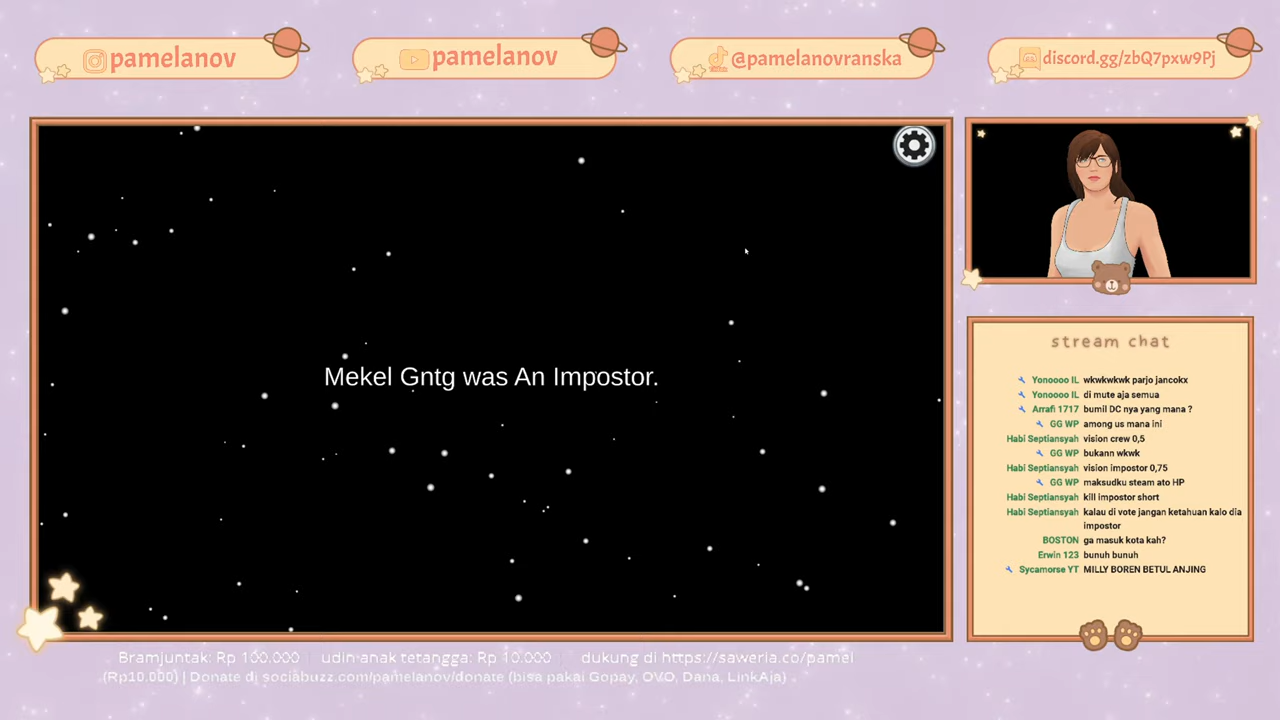 pamelanov
pamelanov
@pamelanovranska
discord.gg/zbQ7pxw9Pj
Mekel Gntg was An Impostor.
stream chat
Yonoooo IL wkwkwkwk parjo jancokx
Yonoooo IL di mute aja semua
Arrafi 1717 bumil DC nya yang mana ?
GG WP among us mana ini
Habi Septiansyah vision crew 0,5
GG WP bukann wkwk
Habi Septiansyah vision impostor 0,75
GG WP maksudku steam ato HP
Habi Septiansyah kill impostor short
Habi Septiansyah kalau di vote jangan ketahuan kalo dia
impostor
BOSTON ga masuk kota kah?
Erwin 123 bunuh bunuh
Sycamorse YT MILLY BOREN BETUL ANJING
Bramjuntak: Rp 100.000 udin anak tetangga: Rp 10.000 dukung di https://saweria.co/pamel
(Rp10.000) | Donate di sociabuzz.com/pamelanov/donate (bisa pakai Gopay, OVO, Dana, LinkAja)